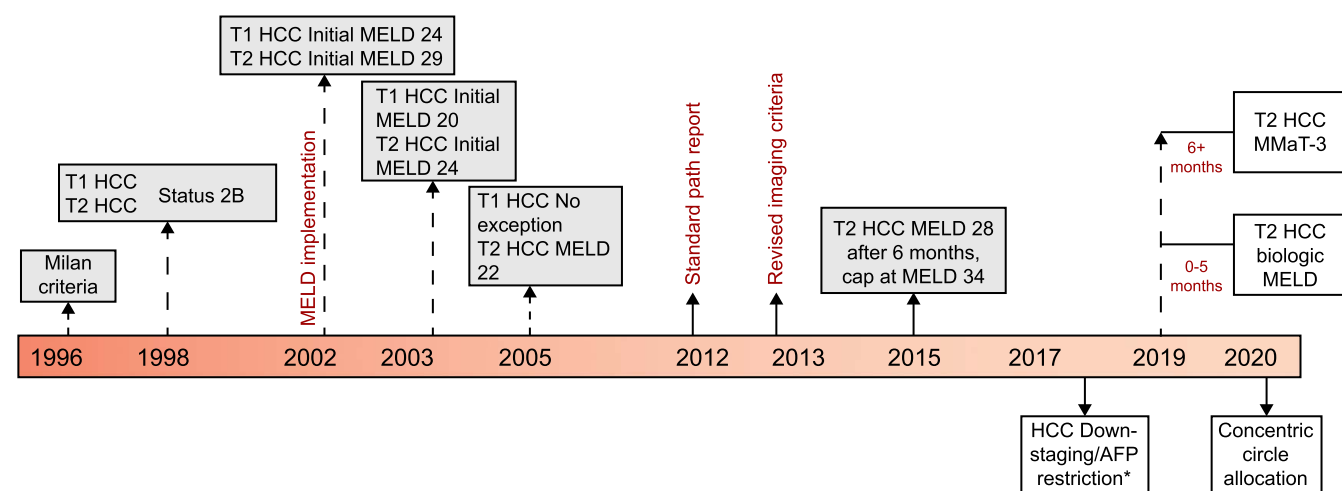 T1 HCC Initial MELD 24
T2 HCC Initial MELD 29
T1 HCC Initial
MELD 20
T2 HCC Initial
MELD 24
T1 HCC
T2 HCC
Status 2B
MELD implementation
T1 HCC No
exception
T2 HCC MELD
22
Milan
criteria
Standard path report
Revised imaging criteria
T2 HCC MELD 28
after 6 months,
cap at MELD 34
T2 HCC
MMaT-3
6+
months
T2 HCC
biologic
MELD
0-5
months
1996 1998 2002 2003 2005 2012 2013 2015 2017 2019 2020
HCC Down-
staging/AFP
restriction*
Concentric
circle
allocation